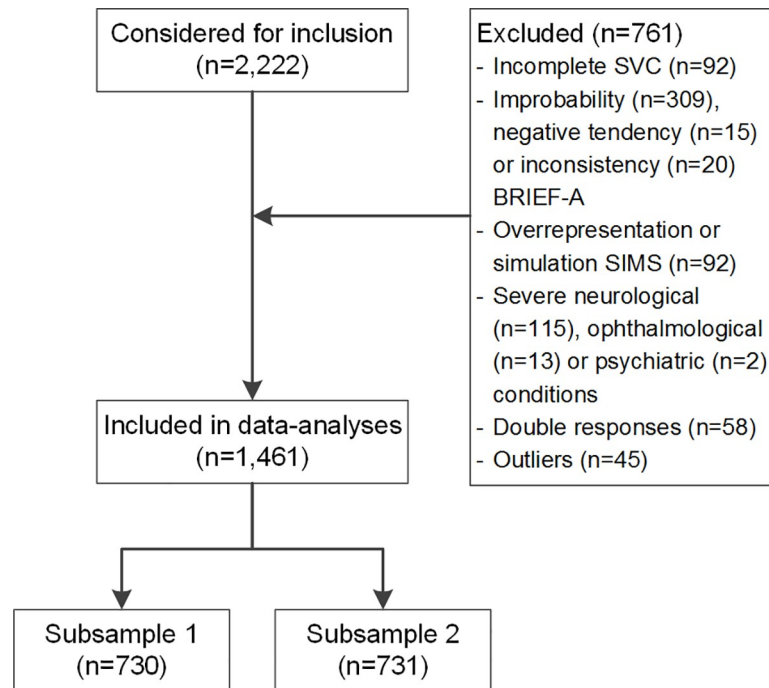 Considered for inclusion
(n=2,222)
Excluded (n=761)
- Incomplete SVC (n=92)
- Improbability (n=309),
negative tendency (n=15)
or inconsistency (n=20)
BRIEF-A
- Overrepresentation or
simulation SIMS (n=92)
- Severe neurological
(n=115), ophthalmological
(n=13) or psychiatric (n=2)
conditions
- Double responses (n=58)
- Outliers (n=45)
Included in data-analyses
(n=1,461)
Subsample 1
(n=730)
Subsample 2
(n=731)